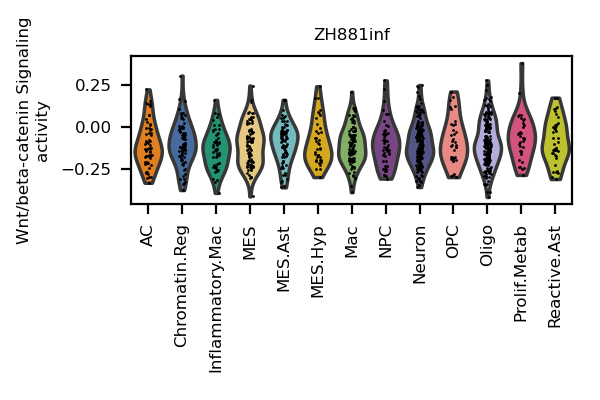 ZH881inf
Wnt/beta-catenin Signaling
activity
0.25
0.00
−0.25
AC
Chromatin.Reg
Inflammatory.Mac
MES
MES.Ast
MES.Hyp
Mac
NPC
Neuron
OPC
Oligo
Prolif.Metab
Reactive.Ast